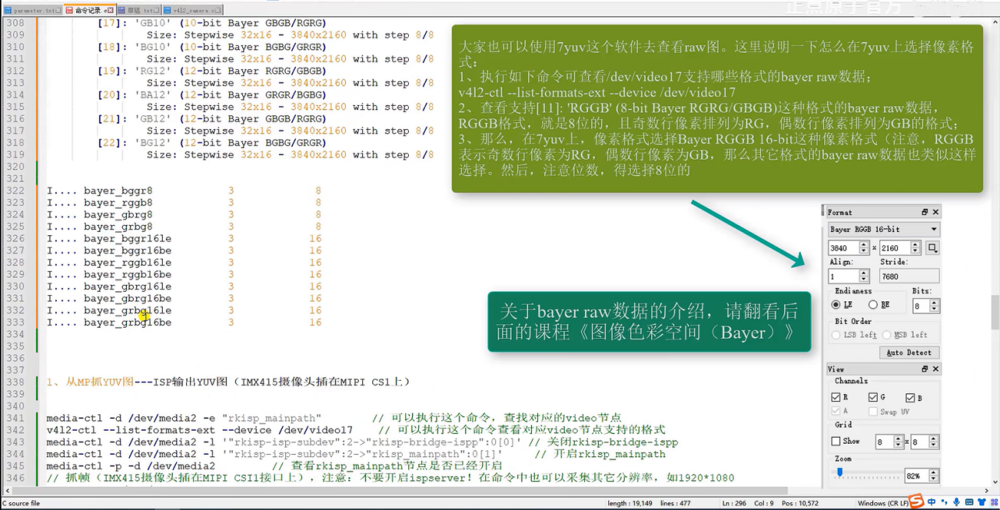 parameter.txt
命令记录.c
草稿.txt
v4l2_camera.c
正点原子官方
308 [17]: 'GB10' (10-bit Bayer GBGB/RGRG)
309 Size: Stepwise 32x16 - 3840x2160 with step 8/8
310 [18]: 'BG10' (10-bit Bayer BGBG/GRGR)
311 Size: Stepwise 32x16 - 3840x2160 with step 8/8
312 [19]: 'RG12' (12-bit Bayer RGRG/GBGB)
313 Size: Stepwise 32x16 - 3840x2160 with step 8/8
314 [20]: 'BA12' (12-bit Bayer GRGR/BGBG)
315 Size: Stepwise 32x16 - 3840x2160 with step 8/8
316 [21]: 'GB12' (12-bit Bayer GBGB/RGRG)
317 Size: Stepwise 32x16 - 3840x2160 with step 8/8
318 [22]: 'BG12' (12-bit Bayer BGBG/GRGR)
319 Size: Stepwise 32x16 - 3840x2160 with step 8/8
320
321
322 I.... bayer_bggr8 3 8
323 I.... bayer_rggb8 3 8
324 I.... bayer_gbrg8 3 8
325 I.... bayer_grbg8 3 8
326 I.... bayer_bggr16le 3 16
327 I.... bayer_bggr16be 3 16
328 I.... bayer_rggb16le 3 16
329 I.... bayer_rggb16be 3 16
330 I.... bayer_gbrg16le 3 16
331 I.... bayer_gbrg16be 3 16
332 I.... bayer_grbg16le 3 16
333 I.... bayer_grbg16be 3 16
334
335
336
337
338 1、从MP抓YUV图---ISP输出YUV图（IMX415摄像头插在MIPI CS1上）
339
340
341 media-ctl -d /dev/media2 -e "rkisp_mainpath" // 可以执行这个命令，查找对应的video节点
342 v4l2-ctl --list-formats-ext --device /dev/video17 // 可以执行这个命令查看对应video节点支持的格式
343 media-ctl -d /dev/media2 -l '"rkisp-isp-subdev":2->"rkisp-bridge-ispp":0[0]' // 关闭rkisp-bridge-ispp
344 media-ctl -d /dev/media2 -l '"rkisp-isp-subdev":2->"rkisp_mainpath":0[1]' // 开启rkisp_mainpath
345 media-ctl -p -d /dev/media2 // 查看rkisp_mainpath节点是否已经开启
346 // 抓帧（IMX415摄像头插在MIPI CSI1接口上），注意：不要开启ispserver！在命令中也可以采集其它分辨率，如1920*1080
大家也可以使用7yuv这个软件去查看raw图。这里说明一下怎么在7yuv上选择像素格
式：
1、执行如下命令可查看/dev/video17支持哪些格式的bayer raw数据；
v4l2-ctl --list-formats-ext --device /dev/video17
2、查看支持[11]: 'RGGB' (8-bit Bayer RGRG/GBGB)这种格式的bayer raw数据，
RGGB格式，就是8位的，且奇数行像素排列为RG，偶数行像素排列为GB的格式；
3、那么，在7yuv上，像素格式选择Bayer RGGB 16-bit这种像素格式（注意，RGGB
表示奇数行像素为RG，偶数行像素为GB，那么其它格式的bayer raw数据也类似这样
选择。然后，注意位数，得选择8位的
关于bayer raw数据的介绍，请翻看后
面的课程《图像色彩空间（Bayer）》
Format
Bayer RGGB 16-bit
3840 x 2160
Align: Stride:
1 7680
Endianess Bits:
LE BE 8
Bit Order
LSB left MSB left
Auto Detect
View
Channels
R G B
A Swap UV
Grid
Show 8 x 8
Zoom
82%
C source file length : 19,149 lines : 477 Ln : 296 Col : 9 Pos : 10,572 Windows (CR LF)
中